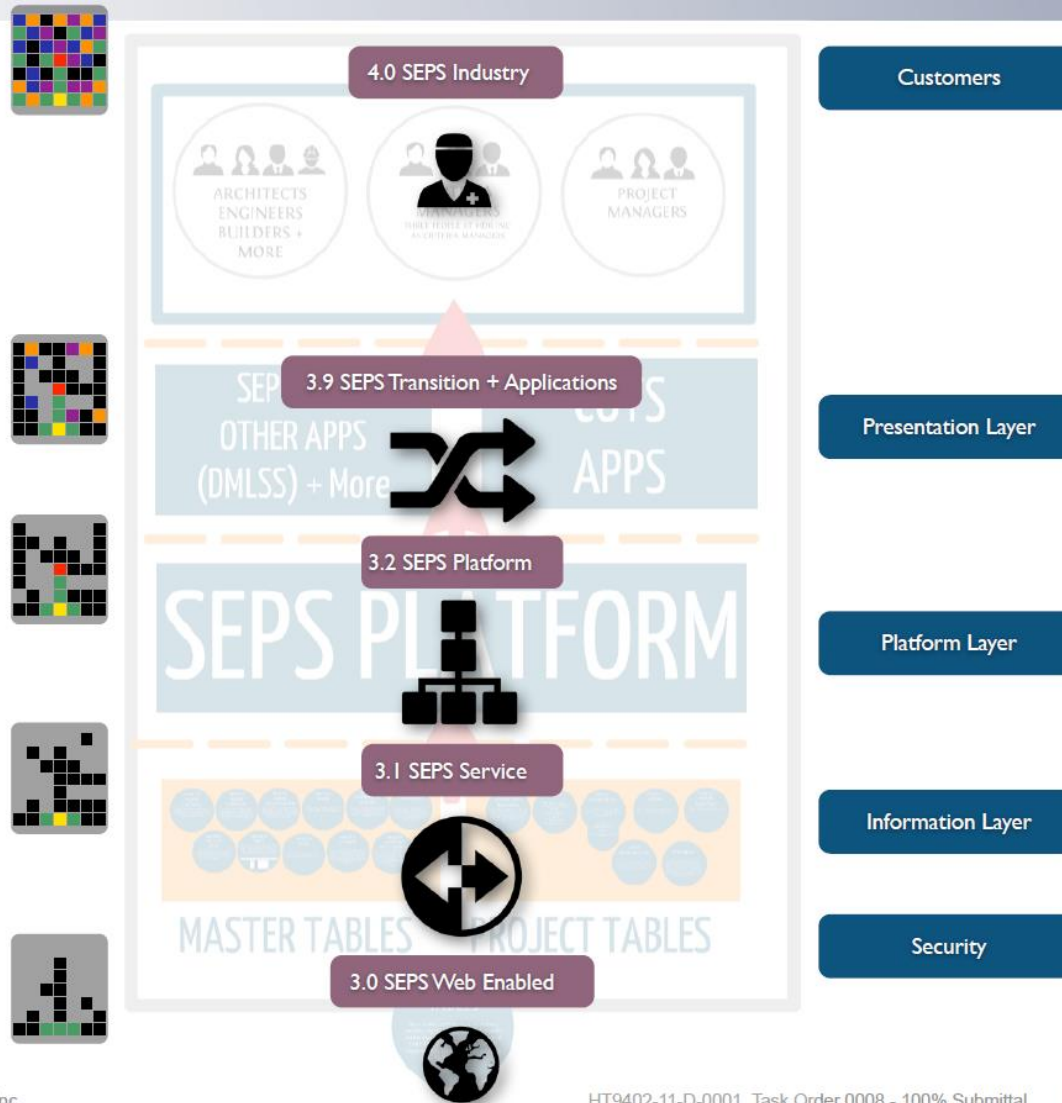 4.0 SEPS Industry
Customers
ARCHITECTS
ENGINEERS
BUILDERS +
MORE
MANAGERS
PROJECT
MANAGERS
3.9 SEPS Transition + Applications
SEP
OTHER APPS
(DMLSS) + More
APPS
Presentation Layer
3.2 SEPS Platform
SEPS PLATFORM
Platform Layer
3.1 SEPS Service
Information Layer
MASTER TABLES
PROJECT TABLES
Security
3.0 SEPS Web Enabled
HT9402-11-D-0001, Task Order 0008 - 100% Submittal